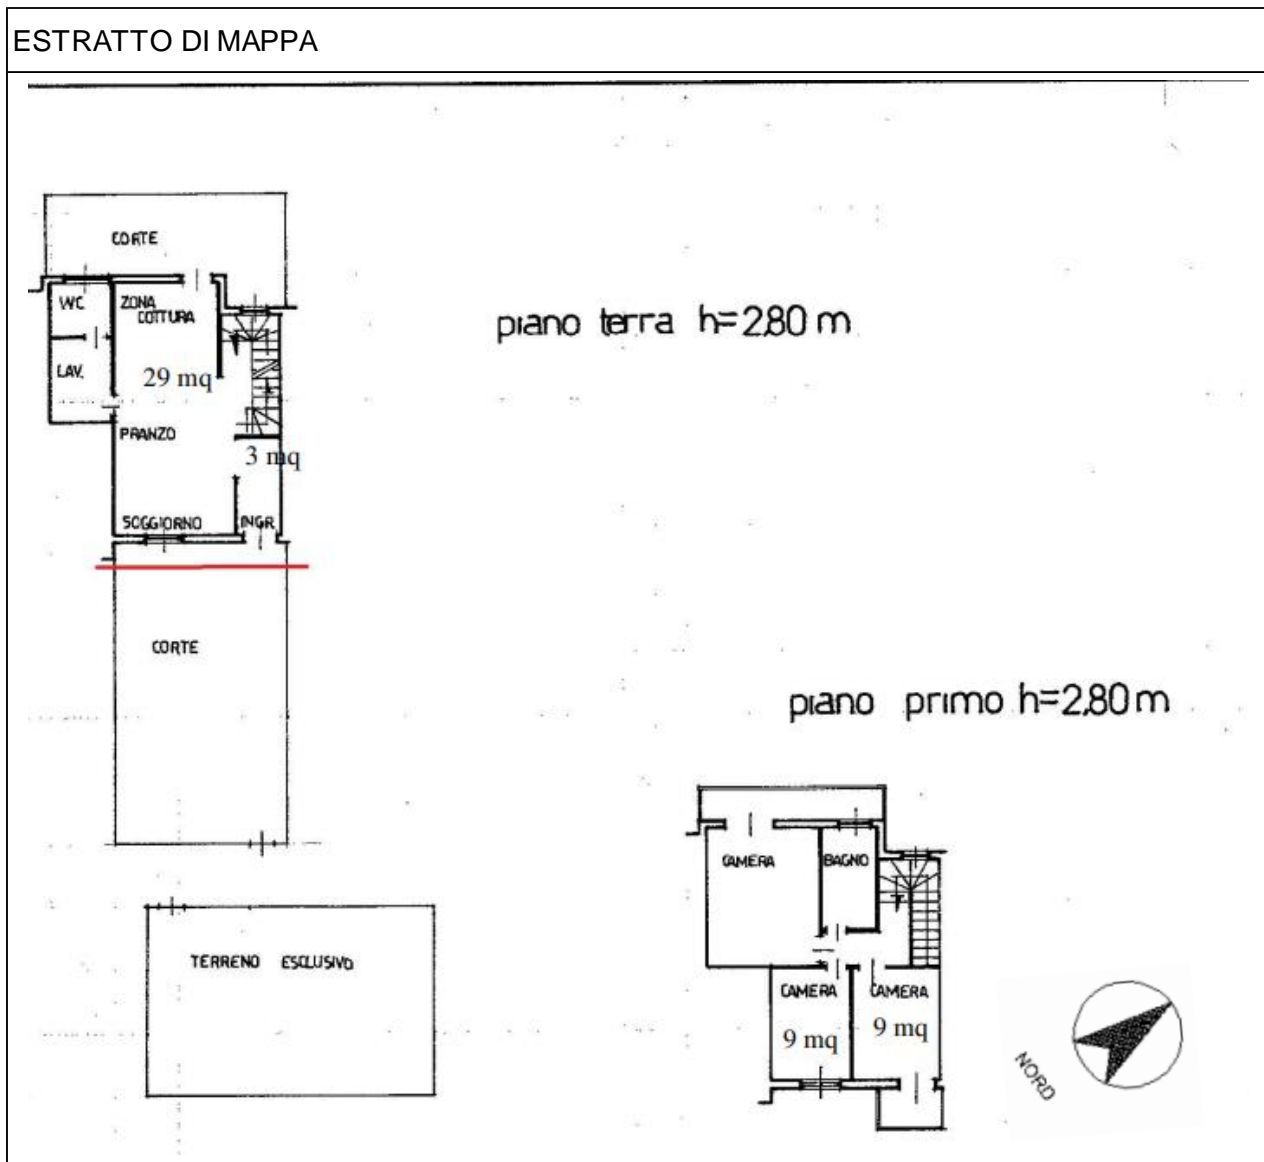 ESTRATTO DI MAPPA
CORTE
WC
ZONA
COTTURA
piano terra h=2,80 m
LAV.
29 mq
PRANZO
3 mq
SOGGIORNO
INGR.
CORTE
piano primo h=2,80 m
CAMERA
BAGNO
TERRENO ESCLUSIVO
CAMERA
CAMERA
9 mq
9 mq
NORD